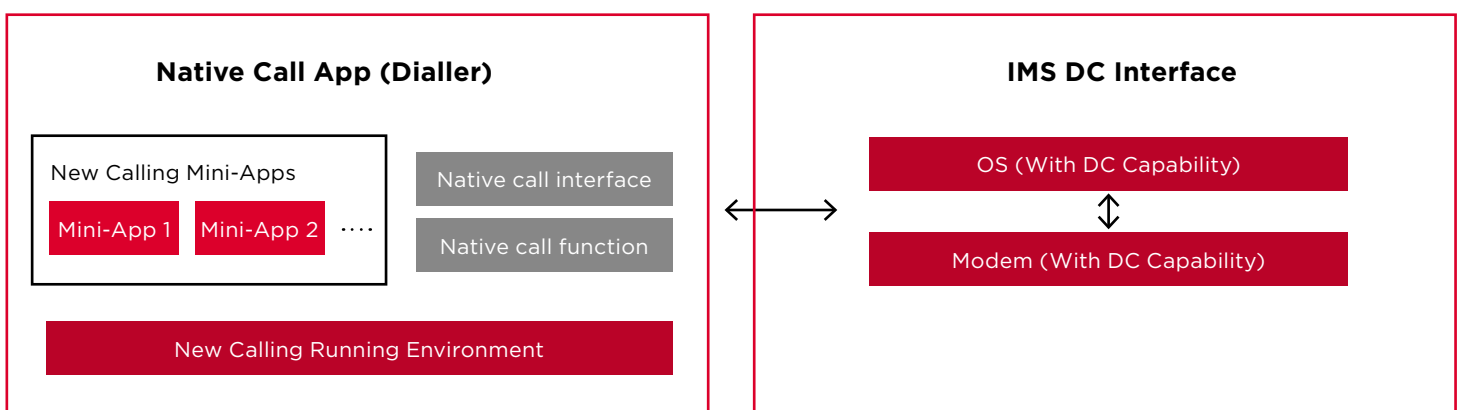 Native Call App (Dialler)
New Calling Mini-Apps
Mini-App 1
Mini-App 2
....
Native call interface
Native call function
New Calling Running Environment
IMS DC Interface
OS (With DC Capability)
Modem (With DC Capability)